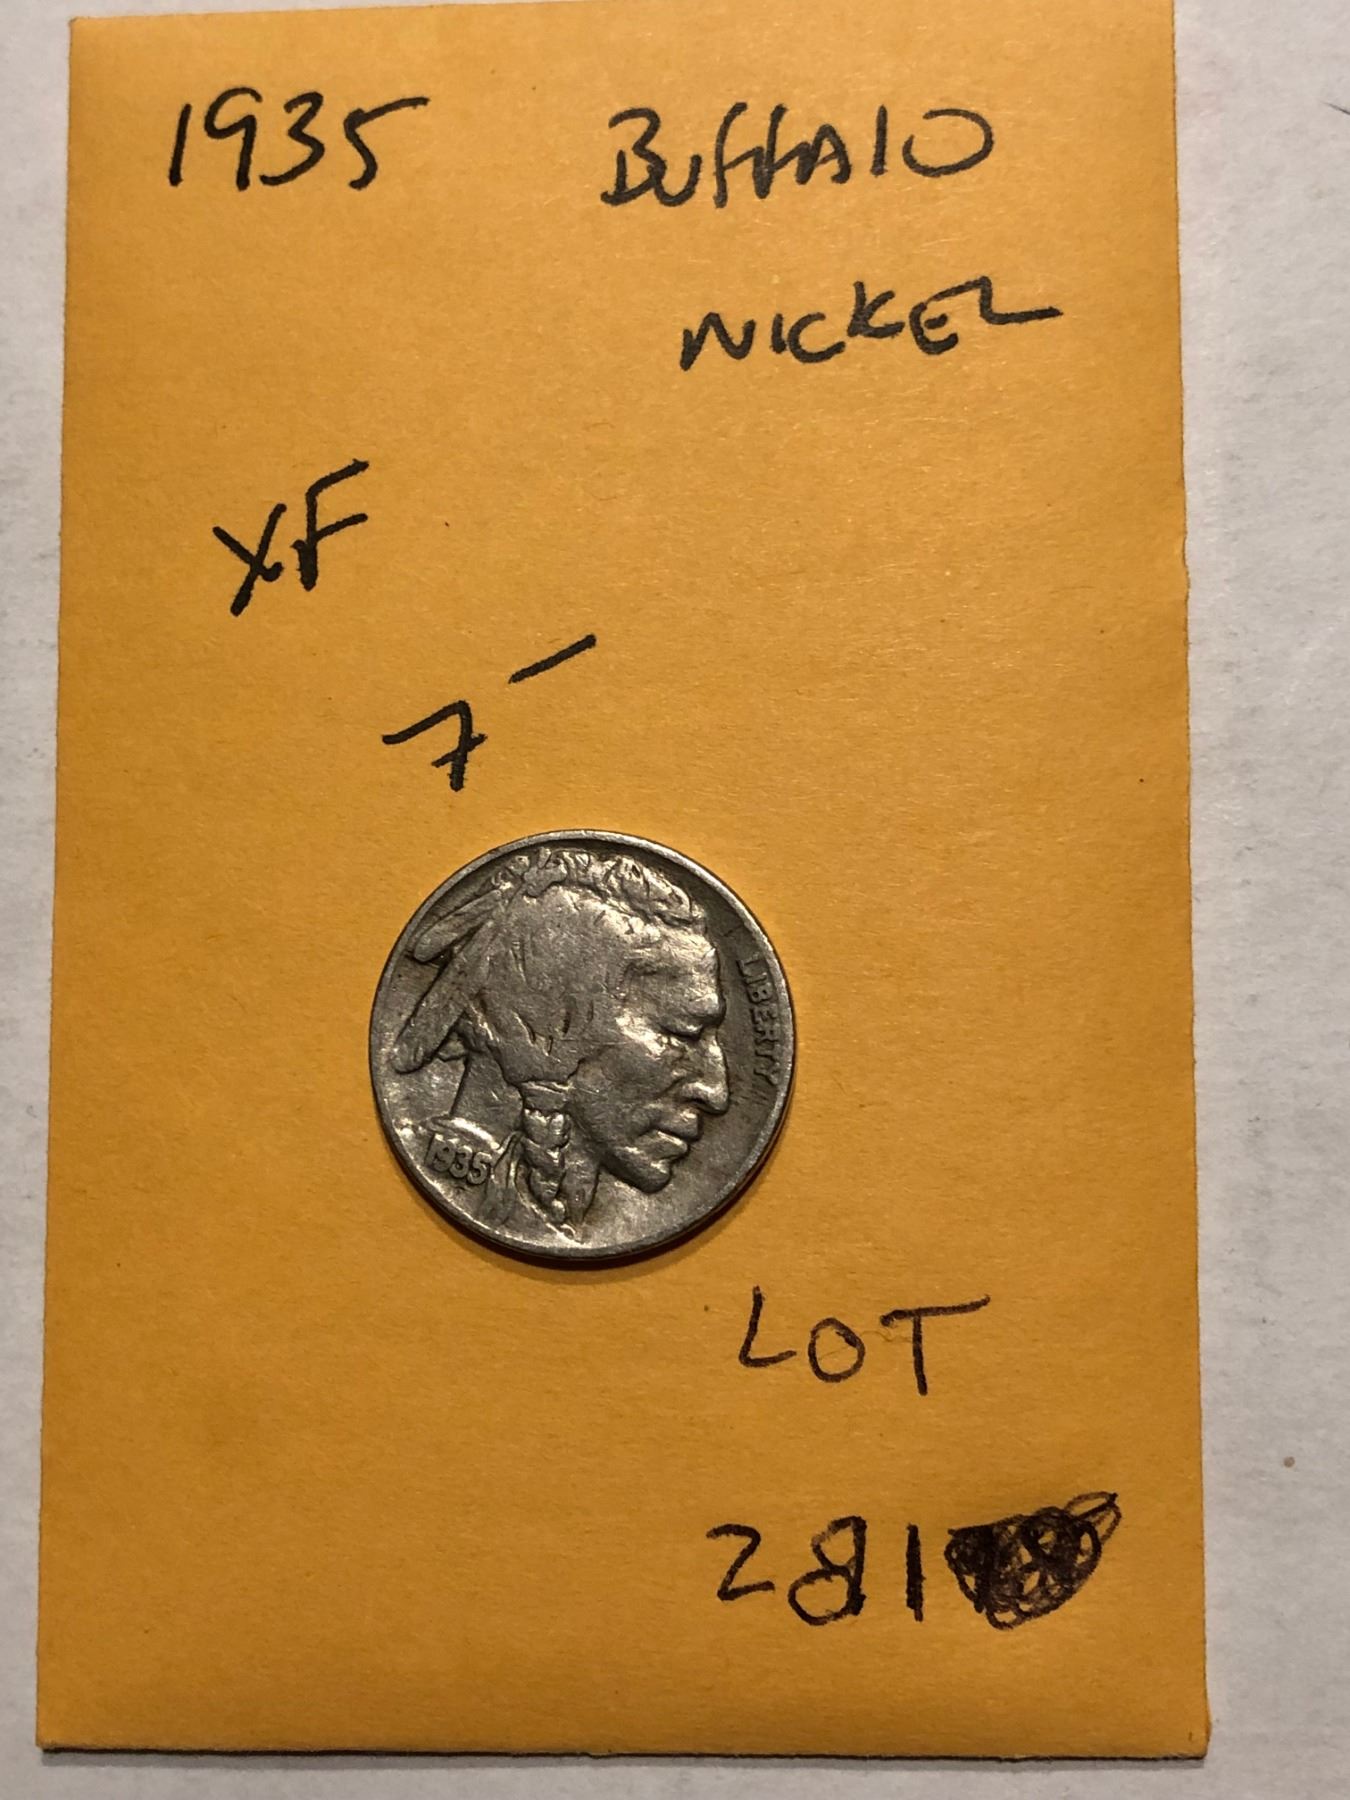 1935 BUFFALO
NICKEL
XF
7 –
LIBERTY
1935
LOT
281